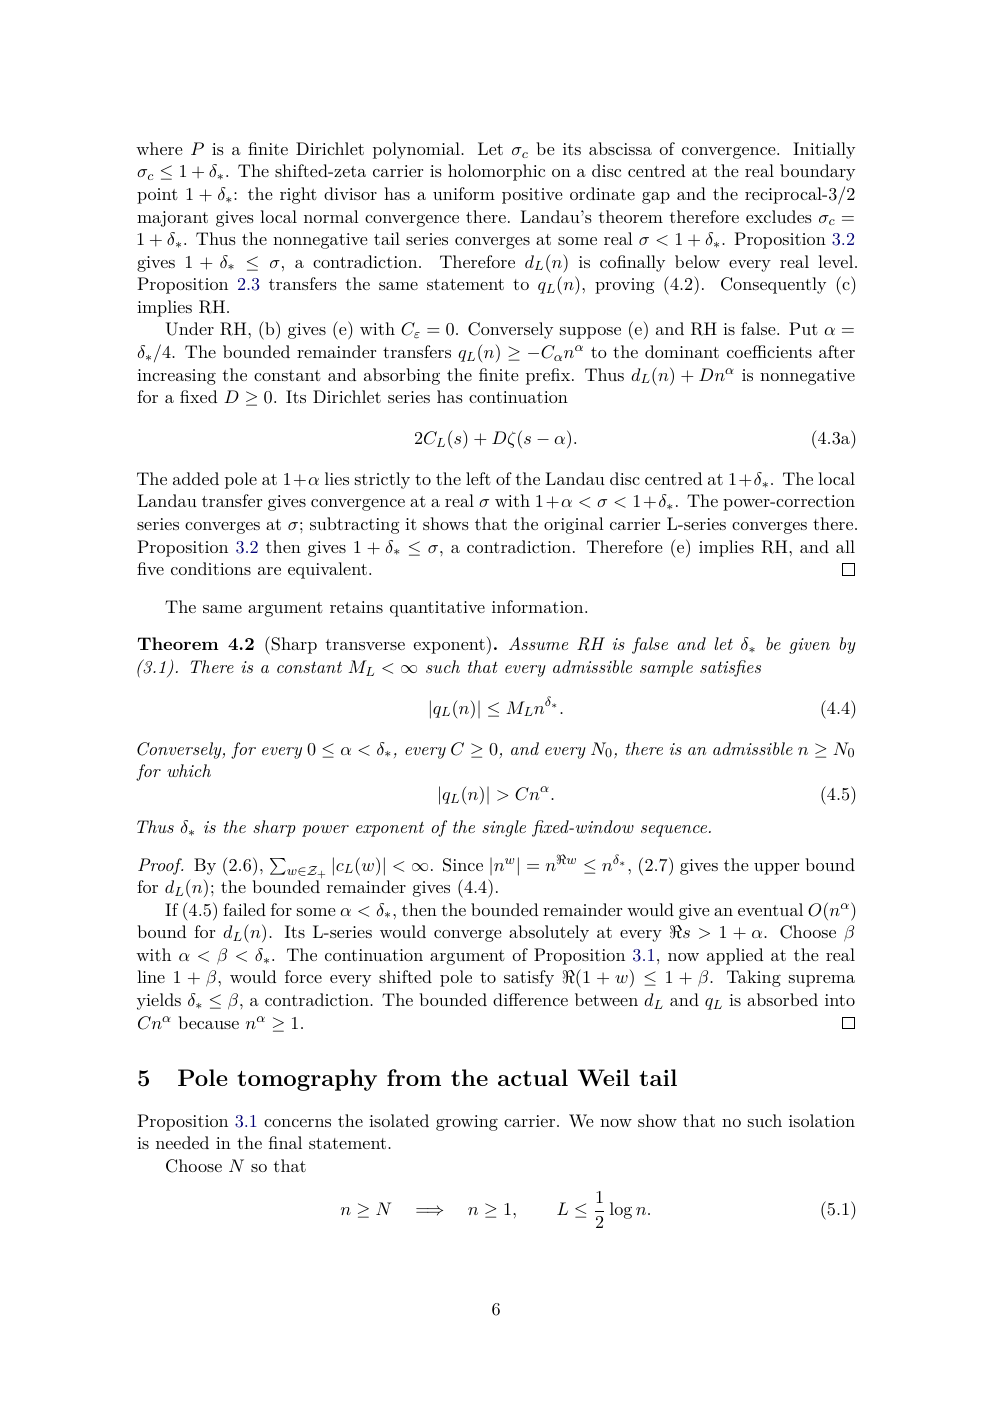 where P is a finite Dirichlet polynomial. Let σ_c be its abscissa of convergence. Initially
σ_c ≤ 1 + δ_*. The shifted-zeta carrier is holomorphic on a disc centred at the real boundary
point 1 + δ_*: the right divisor has a uniform positive ordinate gap and the reciprocal-3/2
majorant gives local normal convergence there. Landau's theorem therefore excludes σ_c =
1 + δ_*. Thus the nonnegative tail series converges at some real σ < 1 + δ_*. Proposition 3.2
gives 1 + δ_* ≤ σ, a contradiction. Therefore d_L(n) is cofinally below every real level.
Proposition 2.3 transfers the same statement to q_L(n), proving (4.2). Consequently (c)
implies RH.
Under RH, (b) gives (e) with C_ε = 0. Conversely suppose (e) and RH is false. Put α =
δ_*/4. The bounded remainder transfers q_L(n) ≥ −C_α n^α to the dominant coefficients after
increasing the constant and absorbing the finite prefix. Thus d_L(n) + Dn^α is nonnegative
for a fixed D ≥ 0. Its Dirichlet series has continuation
2C_L(s) + Dζ(s − α). (4.3a)
The added pole at 1+α lies strictly to the left of the Landau disc centred at 1+δ_*. The local
Landau transfer gives convergence at a real σ with 1+α < σ < 1+δ_*. The power-correction
series converges at σ; subtracting it shows that the original carrier L-series converges there.
Proposition 3.2 then gives 1 + δ_* ≤ σ, a contradiction. Therefore (e) implies RH, and all
five conditions are equivalent. □
The same argument retains quantitative information.
Theorem 4.2 (Sharp transverse exponent). Assume RH is false and let δ_* be given by
(3.1). There is a constant M_L < ∞ such that every admissible sample satisfies
|q_L(n)| ≤ M_L n^{δ_*}. (4.4)
Conversely, for every 0 ≤ α < δ_*, every C ≥ 0, and every N_0, there is an admissible n ≥ N_0
for which
|q_L(n)| > Cn^α. (4.5)
Thus δ_* is the sharp power exponent of the single fixed-window sequence.
Proof. By (2.6), ∑_{w∈Z_+} |c_L(w)| < ∞. Since |n^w| = n^{ℜw} ≤ n^{δ_*}, (2.7) gives the upper bound
for d_L(n); the bounded remainder gives (4.4).
If (4.5) failed for some α < δ_*, then the bounded remainder would give an eventual O(n^α)
bound for d_L(n). Its L-series would converge absolutely at every ℜs > 1 + α. Choose β
with α < β < δ_*. The continuation argument of Proposition 3.1, now applied at the real
line 1 + β, would force every shifted pole to satisfy ℜ(1 + w) ≤ 1 + β. Taking suprema
yields δ_* ≤ β, a contradiction. The bounded difference between d_L and q_L is absorbed into
Cn^α because n^α ≥ 1. □
5 Pole tomography from the actual Weil tail
Proposition 3.1 concerns the isolated growing carrier. We now show that no such isolation
is needed in the final statement.
Choose N so that
n ≥ N ⟹ n ≥ 1, L ≤ \frac{1}{2} log n. (5.1)
6